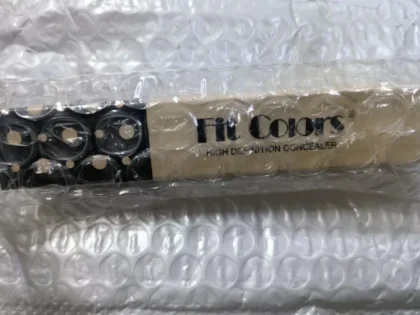 Fit Colors®
HIGH DEFINITION CONCEALER